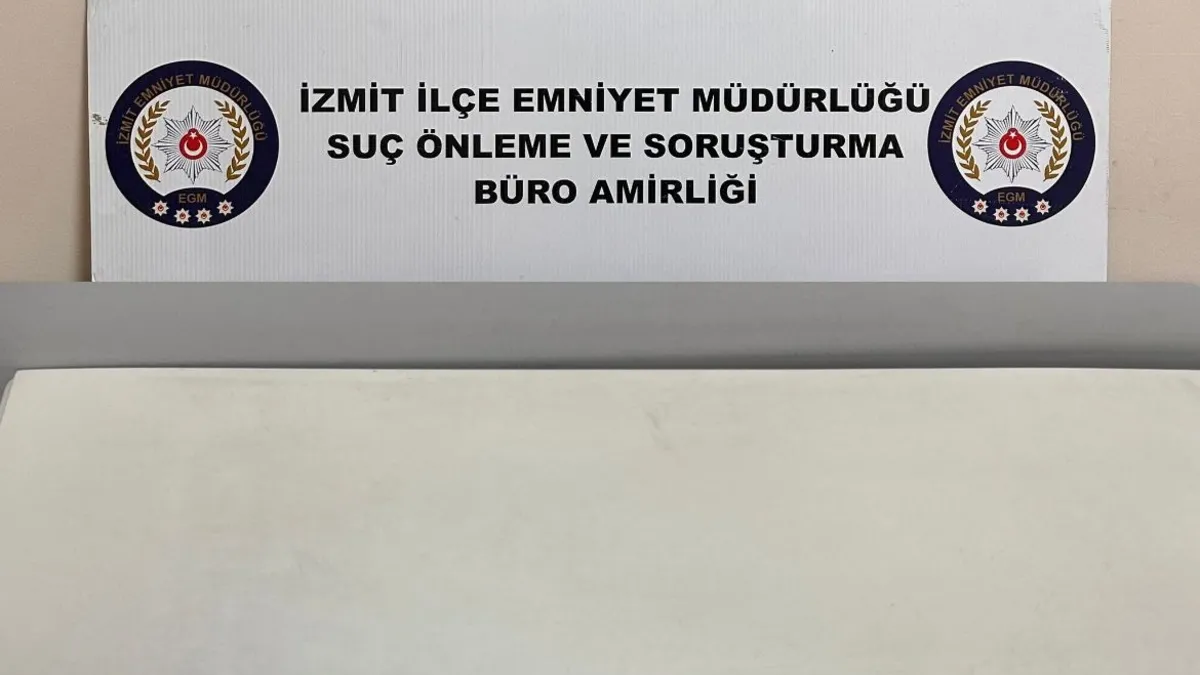 İZMİT İLÇE EMNİYET MÜDÜRLÜĞÜ
SUÇ ÖNLEME VE SORUŞTURMA
BÜRO AMİRLİĞİ
İZMİT EMNİYET MÜDÜRLÜĞÜ
EGM
İZMİT EMNİYET MÜDÜRLÜĞÜ
EGM